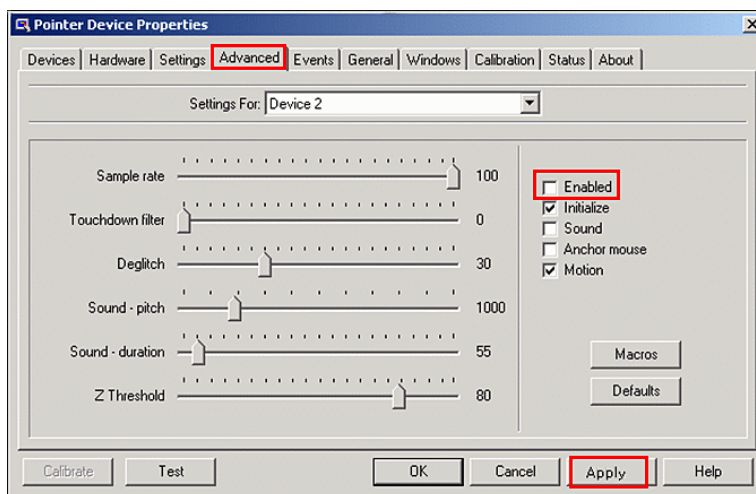 Pointer Device Properties
Devices Hardware Settings Advanced Events General Windows Calibration Status About
Settings For: Device 2
Sample rate 100
Touchdown filter 0
Deglitch 30
Sound - pitch 1000
Sound - duration 55
Z Threshold 80
Enabled
Initialize
Sound
Anchor mouse
Motion
Macros
Defaults
Calibrate Test OK Cancel Apply Help